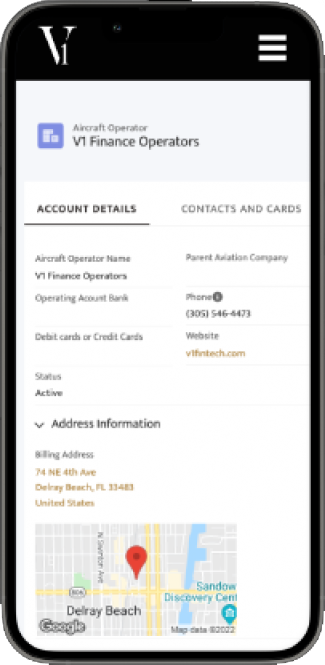 V1
Aircraft Operator
V1 Finance Operators
ACCOUNT DETAILS
CONTACTS AND CARDS
Aircraft Operator Name
V1 Finance Operators
Parent Aviation Company
Operating Acount Bank
Phone
(305) 546-4473
Debit cards or Credit Cards
Website
v1fintech.com
Status
Active
Address Information
Billing Address
74 NE 4th Ave
Delray Beach, FL 33483
United States
N Swinton Ave
806
Delray Beach
Sandow
Discovery Cent
Google
Map data ©2022